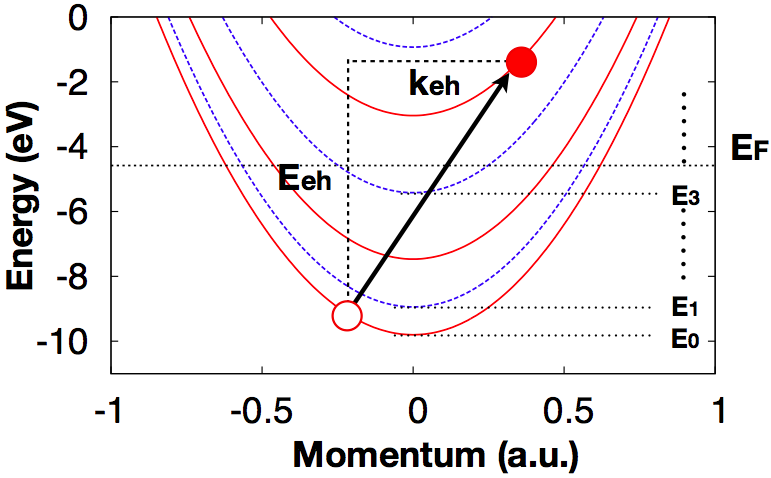 0
-2
-4
-6
-8
-10
Energy (eV)
keh
Eeh
EF
E3
E1
E0
-1
-0.5
0
0.5
1
Momentum (a.u.)